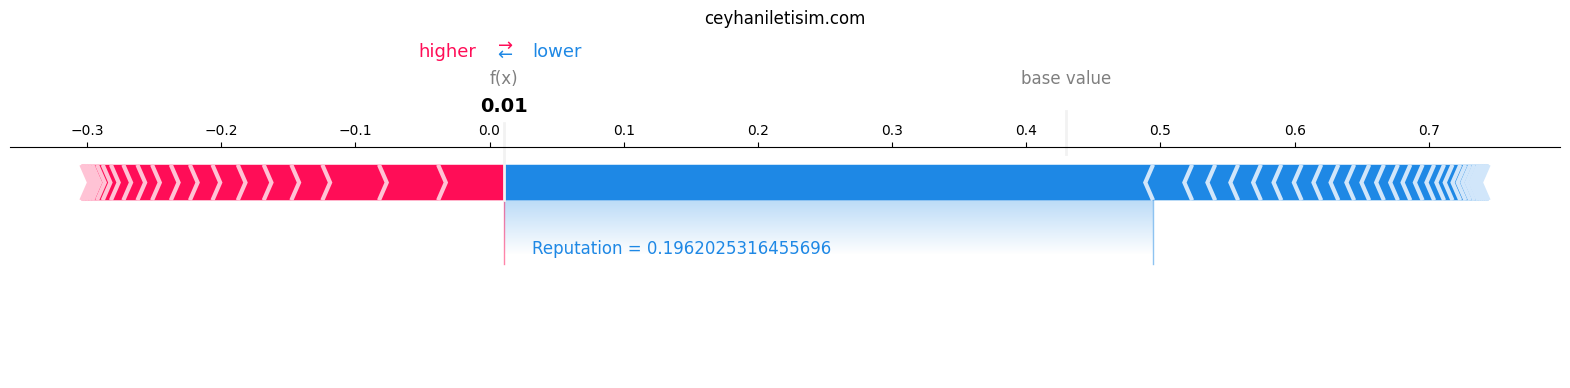 ceyhaniletisim.com
higher ⇄ lower
f(x) base value
0.01
−0.3 −0.2 −0.1 0.0 0.1 0.2 0.3 0.4 0.5 0.6 0.7
Reputation = 0.1962025316455696